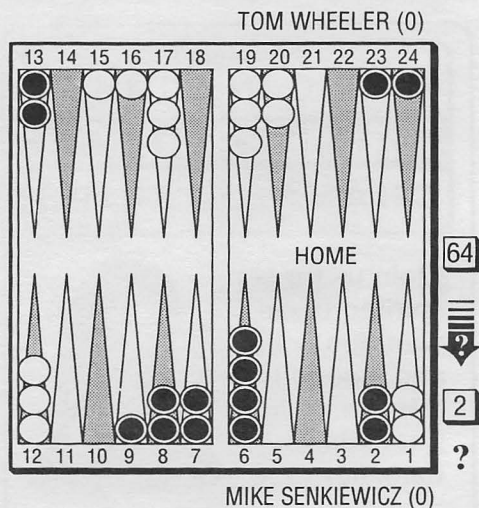 TOM WHEELER (0)
13 14 15 16 17 18 19 20 21 22 23 24
HOME
64
?
2
12 11 10 9 8 7 6 5 4 3 2 1
?
MIKE SENKIEWICZ (0)